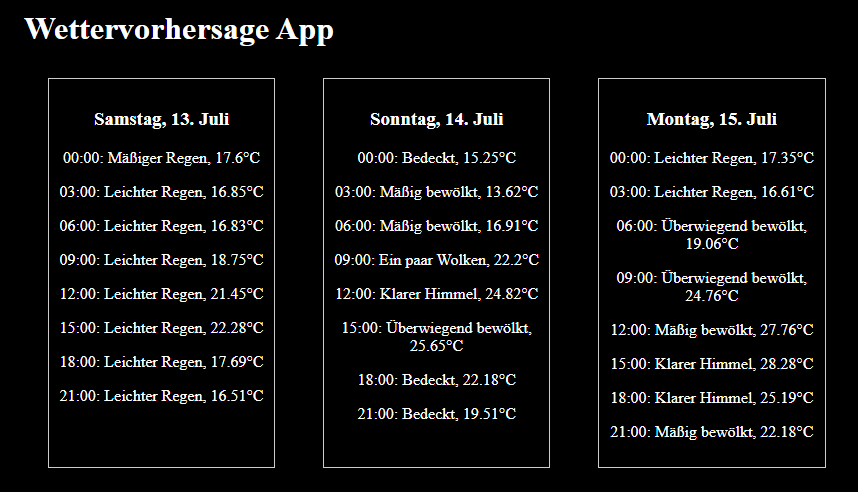 Wettervorhersage App
Samstag, 13. Juli
00:00: Mäßiger Regen, 17.6°C
03:00: Leichter Regen, 16.85°C
06:00: Leichter Regen, 16.83°C
09:00: Leichter Regen, 18.75°C
12:00: Leichter Regen, 21.45°C
15:00: Leichter Regen, 22.28°C
18:00: Leichter Regen, 17.69°C
21:00: Leichter Regen, 16.51°C
Sonntag, 14. Juli
00:00: Bedeckt, 15.25°C
03:00: Mäßig bewölkt, 13.62°C
06:00: Mäßig bewölkt, 16.91°C
09:00: Ein paar Wolken, 22.2°C
12:00: Klarer Himmel, 24.82°C
15:00: Überwiegend bewölkt,
25.65°C
18:00: Bedeckt, 22.18°C
21:00: Bedeckt, 19.51°C
Montag, 15. Juli
00:00: Leichter Regen, 17.35°C
03:00: Leichter Regen, 16.61°C
06:00: Überwiegend bewölkt,
19.06°C
09:00: Überwiegend bewölkt,
24.76°C
12:00: Mäßig bewölkt, 27.76°C
15:00: Klarer Himmel, 28.28°C
18:00: Klarer Himmel, 25.19°C
21:00: Mäßig bewölkt, 22.18°C